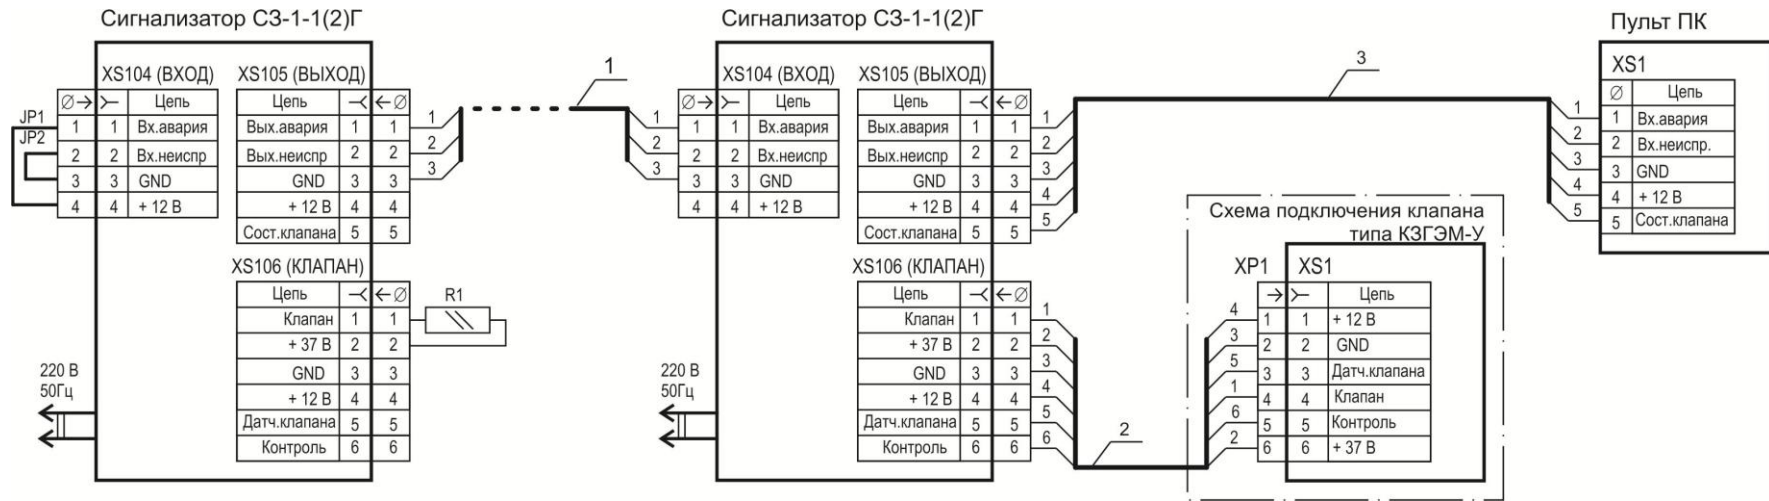 Сигнализатор СЗ-1-1(2)Г
XS104 (ВХОД)
Ø Цепь
1 1 Вх.авария
2 2 Вх.неиспр
3 3 GND
4 4 + 12 В
JP1
JP2
XS105 (ВЫХОД)
Цепь Ø
Вых.авария 1 1
Вых.неиспр 2 2
GND 3 3
+ 12 В 4 4
Сост.клапана 5 5
1
2
3
XS106 (КЛАПАН)
Цепь Ø
Клапан 1 1
+ 37 В 2 2
GND 3 3
+ 12 В 4 4
Датч.клапана 5 5
Контроль 6 6
R1
220 В
50Гц
1
Сигнализатор СЗ-1-1(2)Г
1
2
3
XS104 (ВХОД)
Ø Цепь
1 1 Вх.авария
2 2 Вх.неиспр
3 3 GND
4 4 + 12 В
XS105 (ВЫХОД)
Цепь Ø
Вых.авария 1 1
Вых.неиспр 2 2
GND 3 3
+ 12 В 4 4
Сост.клапана 5 5
1
2
3
4
5
XS106 (КЛАПАН)
Цепь Ø
Клапан 1 1
+ 37 В 2 2
GND 3 3
+ 12 В 4 4
Датч.клапана 5 5
Контроль 6 6
1
2
3
4
5
6
220 В
50Гц
2
3
Схема подключения клапана
типа КЗГЭМ-У
XP1 XS1
Цепь
4
3
5
1
6
2
1 1 + 12 В
2 2 GND
3 3 Датч.клапана
4 4 Клапан
5 5 Контроль
6 6 + 37 В
Пульт ПК
XS1
1
2
3
4
5
Ø Цепь
1 Вх.авария
2 Вх.неиспр.
3 GND
4 + 12 В
5 Сост.клапана